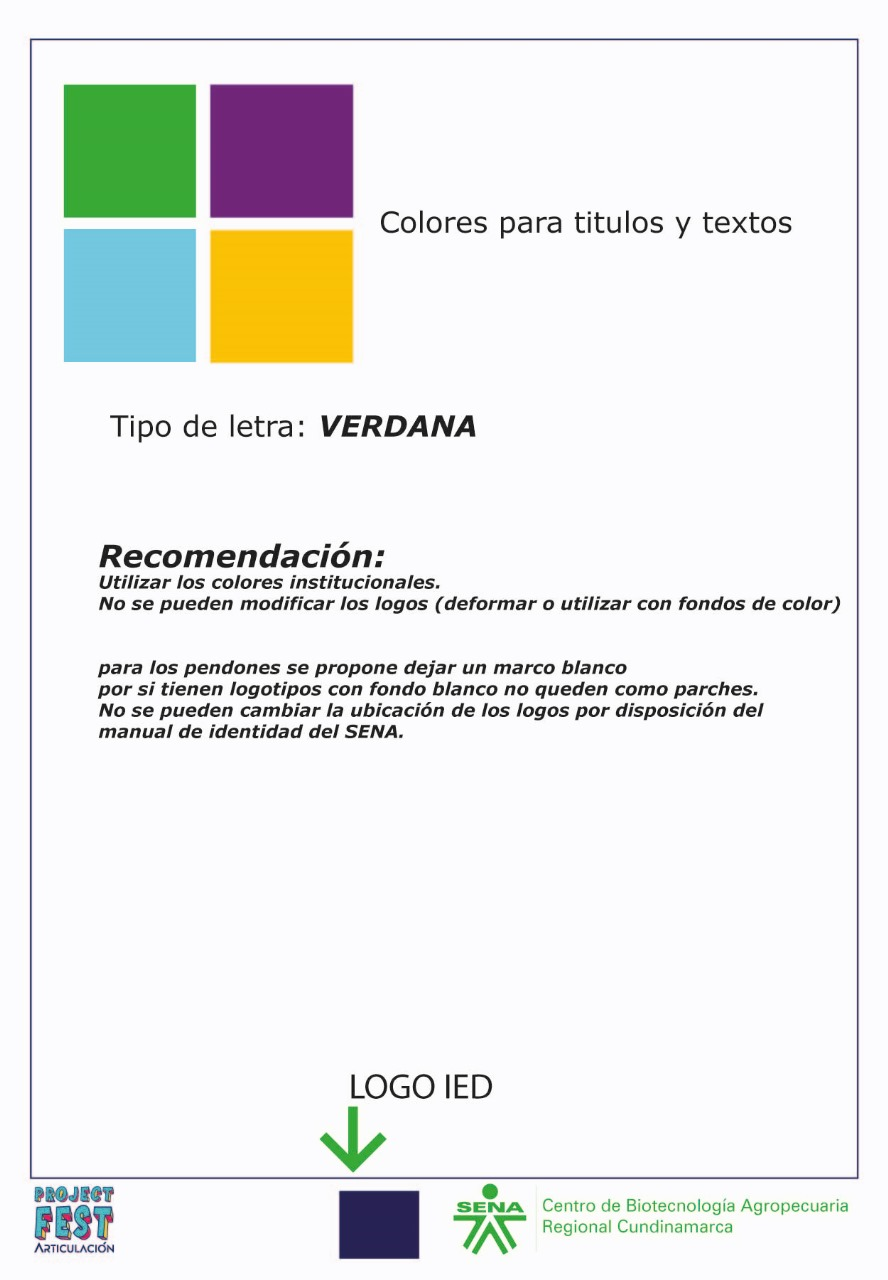 Colores para titulos y textos
Tipo de letra: VERDANA
Recomendación:
Utilizar los colores institucionales.
No se pueden modificar los logos (deformar o utilizar con fondos de color)
para los pendones se propone dejar un marco blanco
por si tienen logotipos con fondo blanco no queden como parches.
No se pueden cambiar la ubicación de los logos por disposición del
manual de identidad del SENA.
LOGO IED
PROJECT
FEST
ARTICULACIÓN
SENA
Centro de Biotecnología Agropecuaria
Regional Cundinamarca